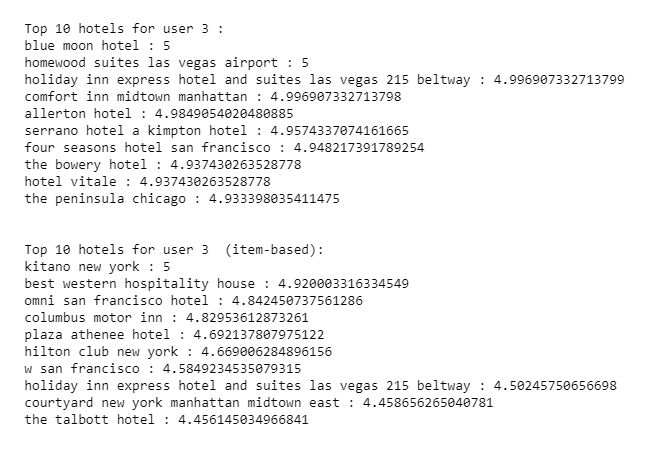 Top 10 hotels for user 3 :
blue moon hotel : 5
homewood suites las vegas airport : 5
holiday inn express hotel and suites las vegas 215 beltway : 4.996907332713799
comfort inn midtown manhattan : 4.996907332713798
allerton hotel : 4.9849054020480885
serrano hotel a kimpton hotel : 4.9574337074161665
four seasons hotel san francisco : 4.948217391789254
the bowery hotel : 4.937430263528778
hotel vitale : 4.937430263528778
the peninsula chicago : 4.933398035411475
Top 10 hotels for user 3  (item-based):
kitano new york : 5
best western hospitality house : 4.920003316334549
omni san francisco hotel : 4.842450737561286
columbus motor inn : 4.82953612873261
plaza athenee hotel : 4.692137807975122
hilton club new york : 4.669006284896156
w san francisco : 4.5849234535079315
holiday inn express hotel and suites las vegas 215 beltway : 4.50245750656698
courtyard new york manhattan midtown east : 4.458656265040781
the talbott hotel : 4.456145034966841